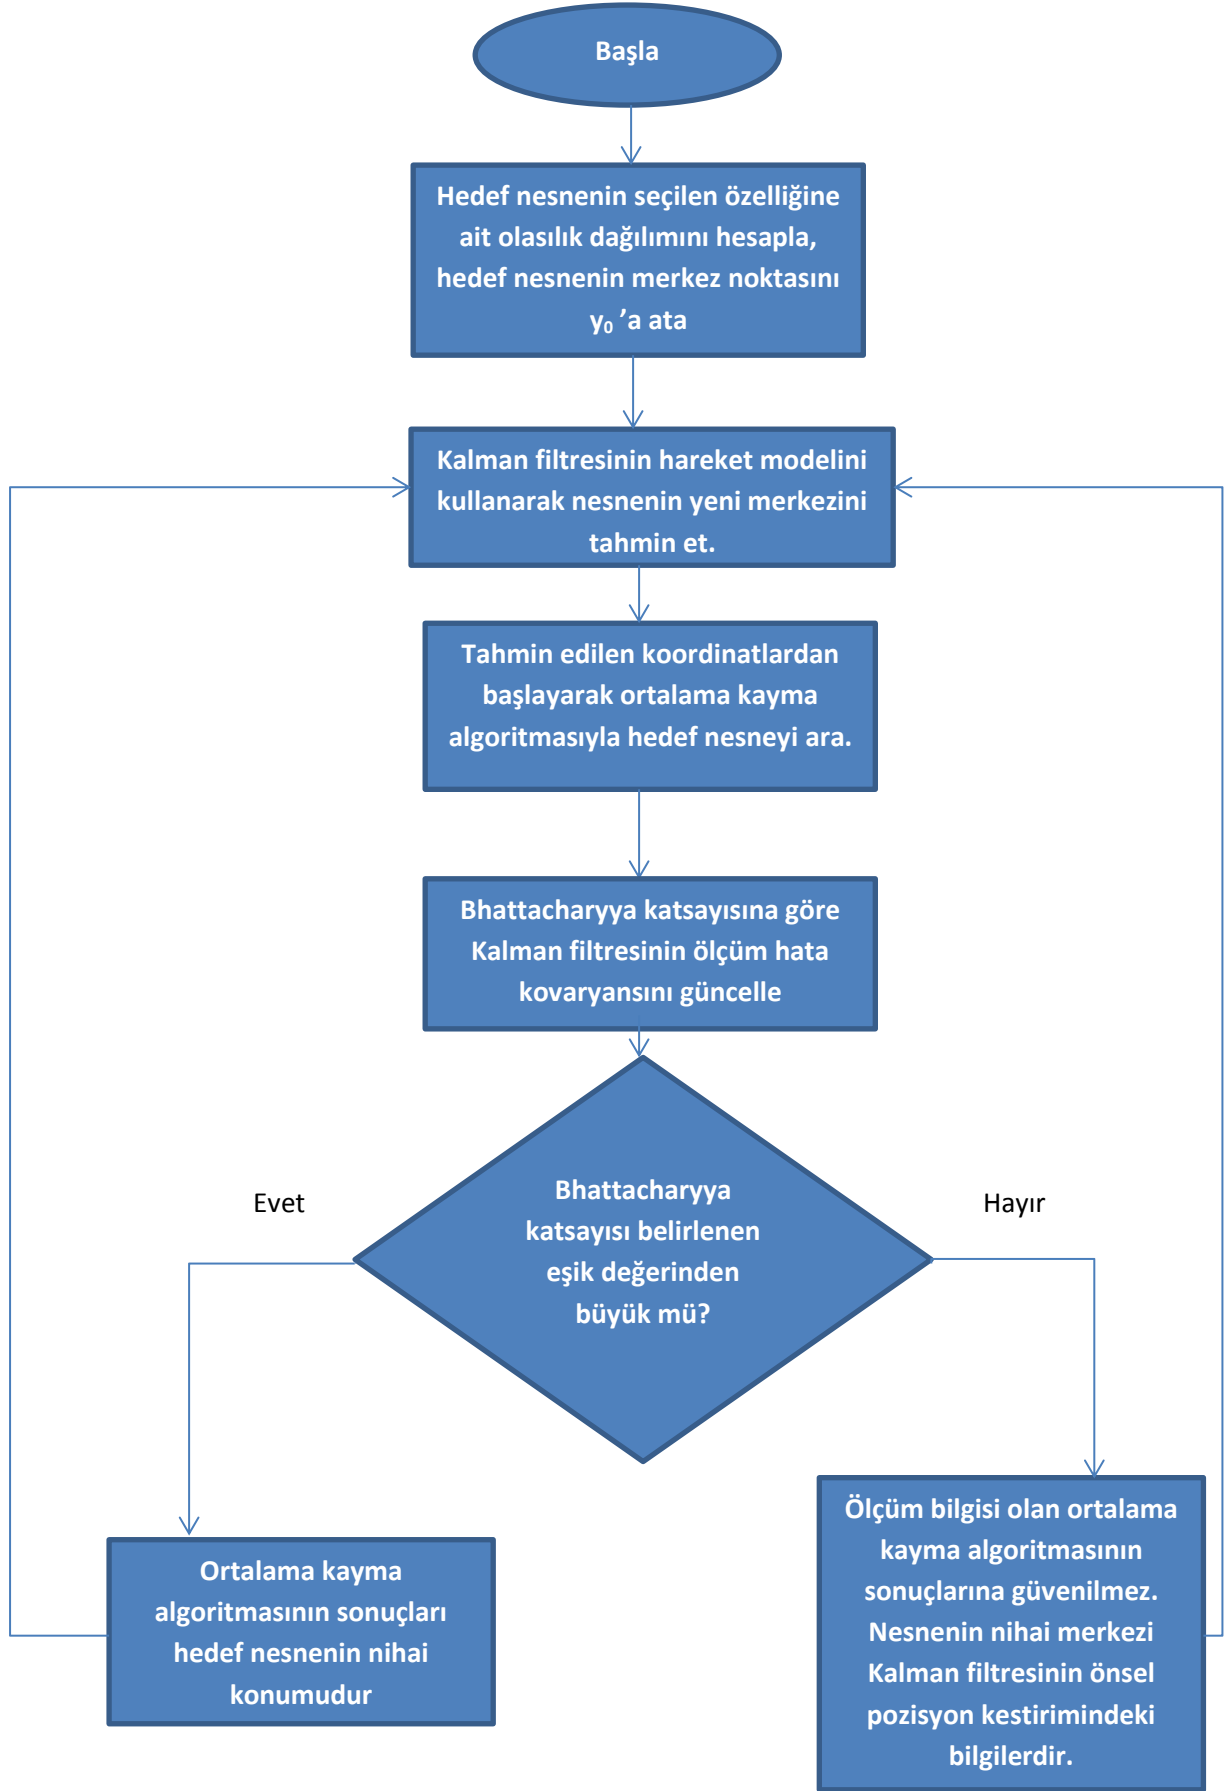 Başla
Hedef nesnenin seçilen özelliğine
ait olasılık dağılımını hesapla,
hedef nesnenin merkez noktasını
y₀ ’a ata
Kalman filtresinin hareket modelini
kullanarak nesnenin yeni merkezini
tahmin et.
Tahmin edilen koordinatlardan
başlayarak ortalama kayma
algoritmasıyla hedef nesneyi ara.
Bhattacharyya katsayısına göre
Kalman filtresinin ölçüm hata
kovaryansını güncelle
Bhattacharyya
katsayısı belirlenen
eşik değerinden
büyük mü?
Evet
Hayır
Ortalama kayma
algoritmasının sonuçları
hedef nesnenin nihai
konumudur
Ölçüm bilgisi olan ortalama
kayma algoritmasının
sonuçlarına güvenilmez.
Nesnenin nihai merkezi
Kalman filtresinin önsel
pozisyon kestirimindeki
bilgilerdir.